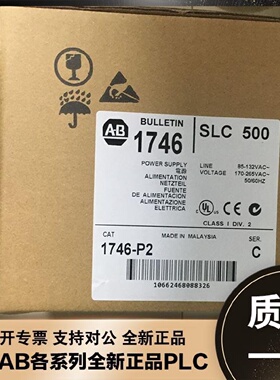 BULLETIN
A-B
1746
SLC 500
POWER SUPPLY
電源
ALIMENTATION
NETZTEIL
FUENTE
DE ALIMENTACION
ALIMENTAZIONE
ELETTRICA
LINE
VOLTAGE
85-132VAC~
170-265VAC~
50/60HZ
CLASS I DIV. 2
CAT
MADE IN MALAYSIA
SER.
1746-P2
C
10662468088326
质
开专票 支持对公 全新正品
AB各系列全新正品PLC